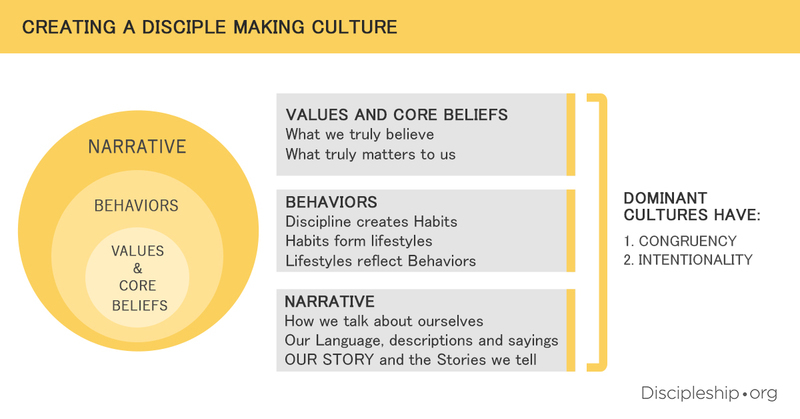 CREATING A DISCIPLE MAKING CULTURE
NARRATIVE
BEHAVIORS
VALUES
&
CORE
BELIEFS
VALUES AND CORE BELIEFS
What we truly believe
What truly matters to us
BEHAVIORS
Discipline creates Habits
Habits form lifestyles
Lifestyles reflect Behaviors
NARRATIVE
How we talk about ourselves
Our Language, descriptions and sayings
OUR STORY and the Stories we tell
DOMINANT
CULTURES HAVE:
1. CONGRUENCY
2. INTENTIONALITY
Discipleship•org